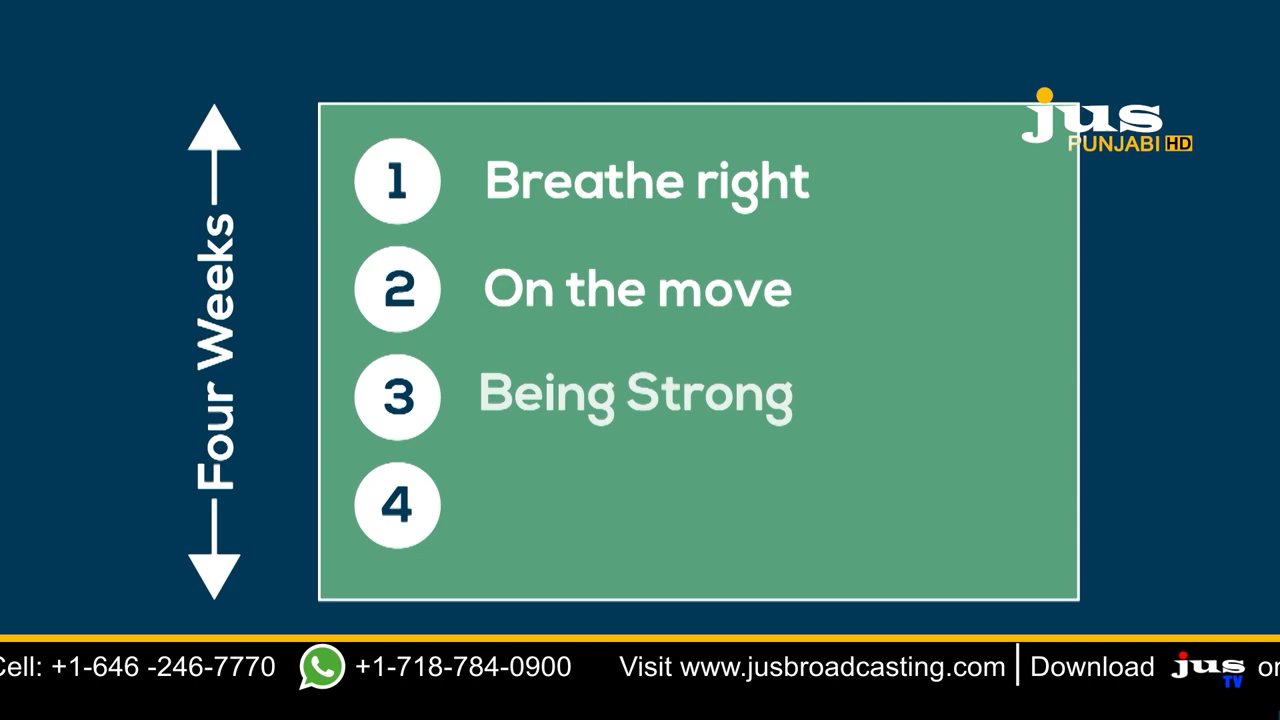 Four Weeks
1 Breathe right
2 On the move
3 Being Strong
4
jus
PUNJABI HD
Cell: +1-646 -246-7770 +1-718-784-0900 Visit www.jusbroadcasting.com Download jus TV or